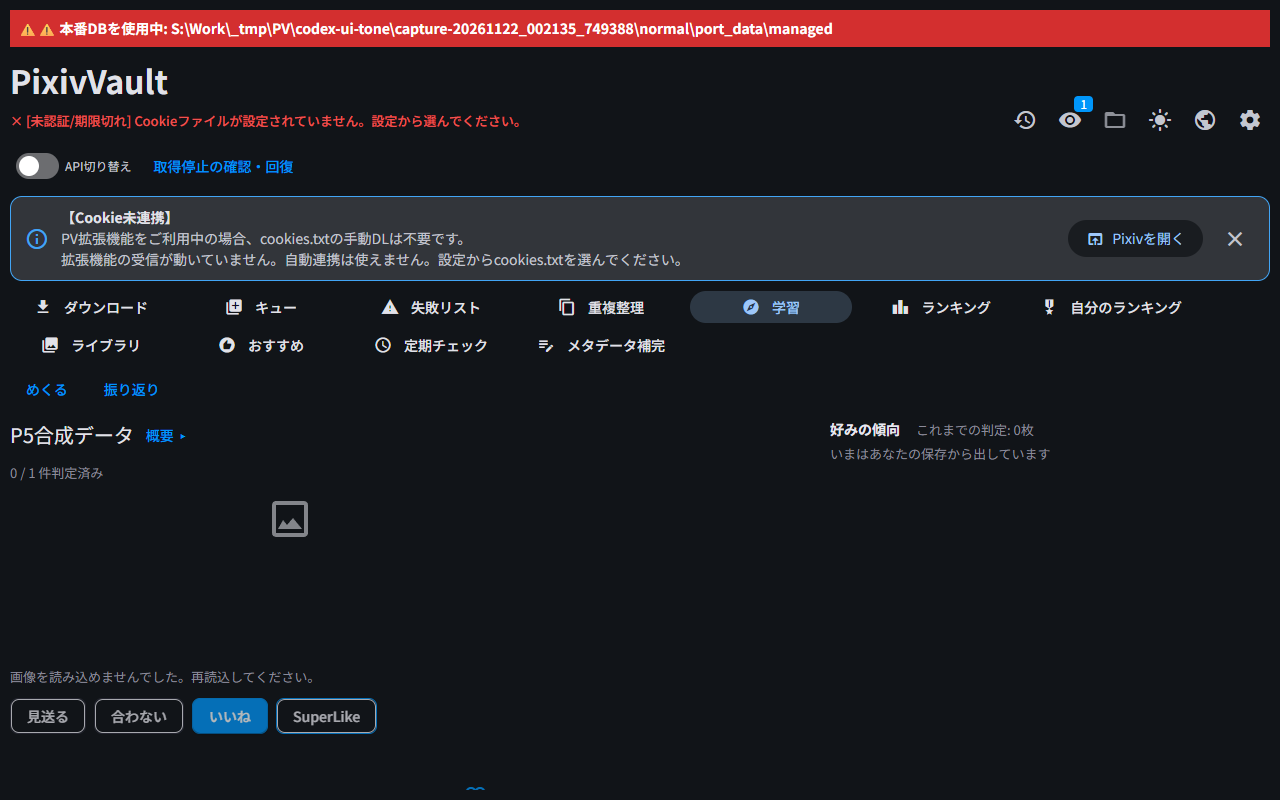 ⚠ ⚠ 本番DBを使用中: S:\Work\_tmp\PV\codex-ui-tone\capture-20261122_002135_749388\normal\port_data\managed
PixivVault
× [未認証/期限切れ] Cookieファイルが設定されていません。設定から選んでください。
1
API切り替え 取得停止の確認・回復
【Cookie未連携】
PV拡張機能をご利用中の場合、cookies.txtの手動DLは不要です。
拡張機能の受信が動いていません。自動連携は使えません。設定からcookies.txtを選んでください。
Pixivを開く
ダウンロード キュー 失敗リスト 重複整理 学習 ランキング 自分のランキング
ライブラリ おすすめ 定期チェック メタデータ補完
めくる 振り返り
P5合成データ 概要 ▸
0 / 1 件判定済み
好みの傾向 これまでの判定: 0枚
いまはあなたの保存から出しています
画像を読み込めませんでした。再読込してください。
見送る 合わない いいね SuperLike